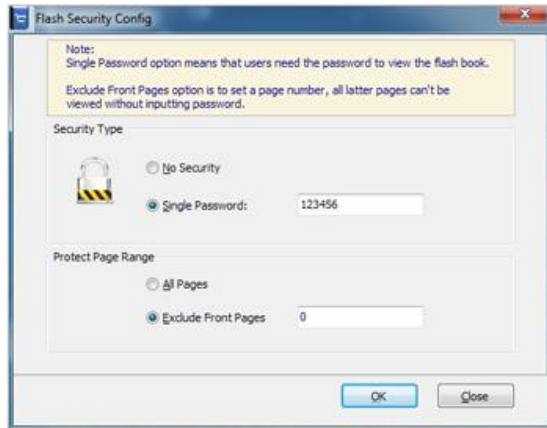 Flash Security Config
Note:
Single Password option means that users need the password to view the flash book.
Exclude Front Pages option is to set a page number, all latter pages can't be
viewed without inputting password.
Security Type
No Security
Single Password: 123456
Protect Page Range
All Pages
Exclude Front Pages 0
OK Close